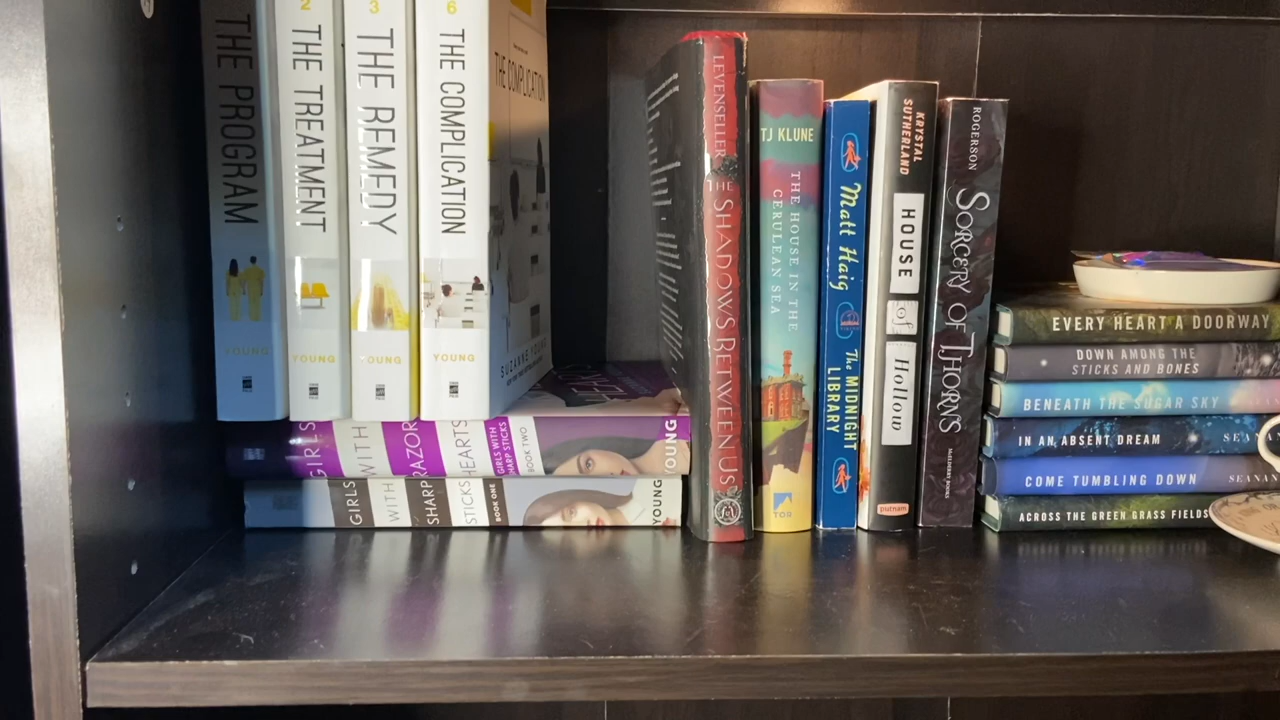 THE PROGRAM
YOUNG
2
THE TREATMENT
YOUNG
3
THE REMEDY
YOUNG
6
THE COMPLICATION
YOUNG
THE COMPLICATION
SUZANNE YOUNG
GIRLS WITH RAZOR HEARTS
GIRLS WITH
SHARP STICKS
BOOK TWO
YOUNG
GIRLS WITH SHARP STICKS
BOOK ONE
YOUNG
LEVENSELLER
THE SHADOWS BETWEEN US
TJ KLUNE
THE HOUSE IN THE
CERULEAN SEA
TOR
Matt Haig
The MIDNIGHT
LIBRARY
KRYSTAL
SUTHERLAND
HOUSE
of
Hollow
putnam
ROGERSON
SORCERY OF THORNS
EVERY HEART A DOORWAY
DOWN AMONG THE
STICKS AND BONES
BENEATH THE SUGAR SKY
IN AN ABSENT DREAM
COME TUMBLING DOWN
SEANAN
ACROSS THE GREEN GRASS FIELDS